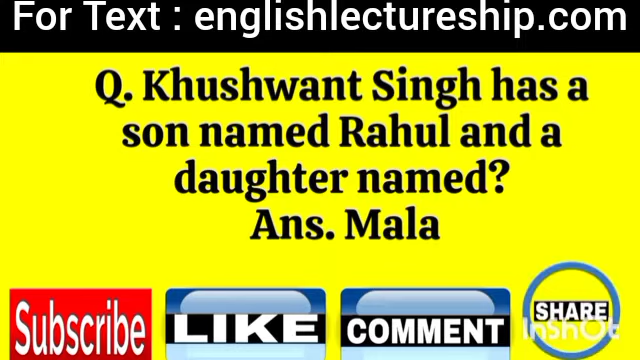 For Text : englishlectureship.com
Q. Khushwant Singh has a
son named Rahul and a
daughter named?
Ans. Mala
Subscribe
LIKE
COMMENT
SHARE
InShOt